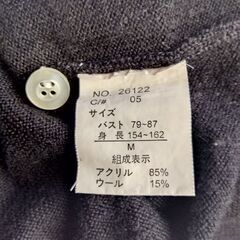 NO. 26122
C/# 05
サイズ
バスト 79~87
身長 154~162
M
組成表示
アクリル 85%
ウール 15%